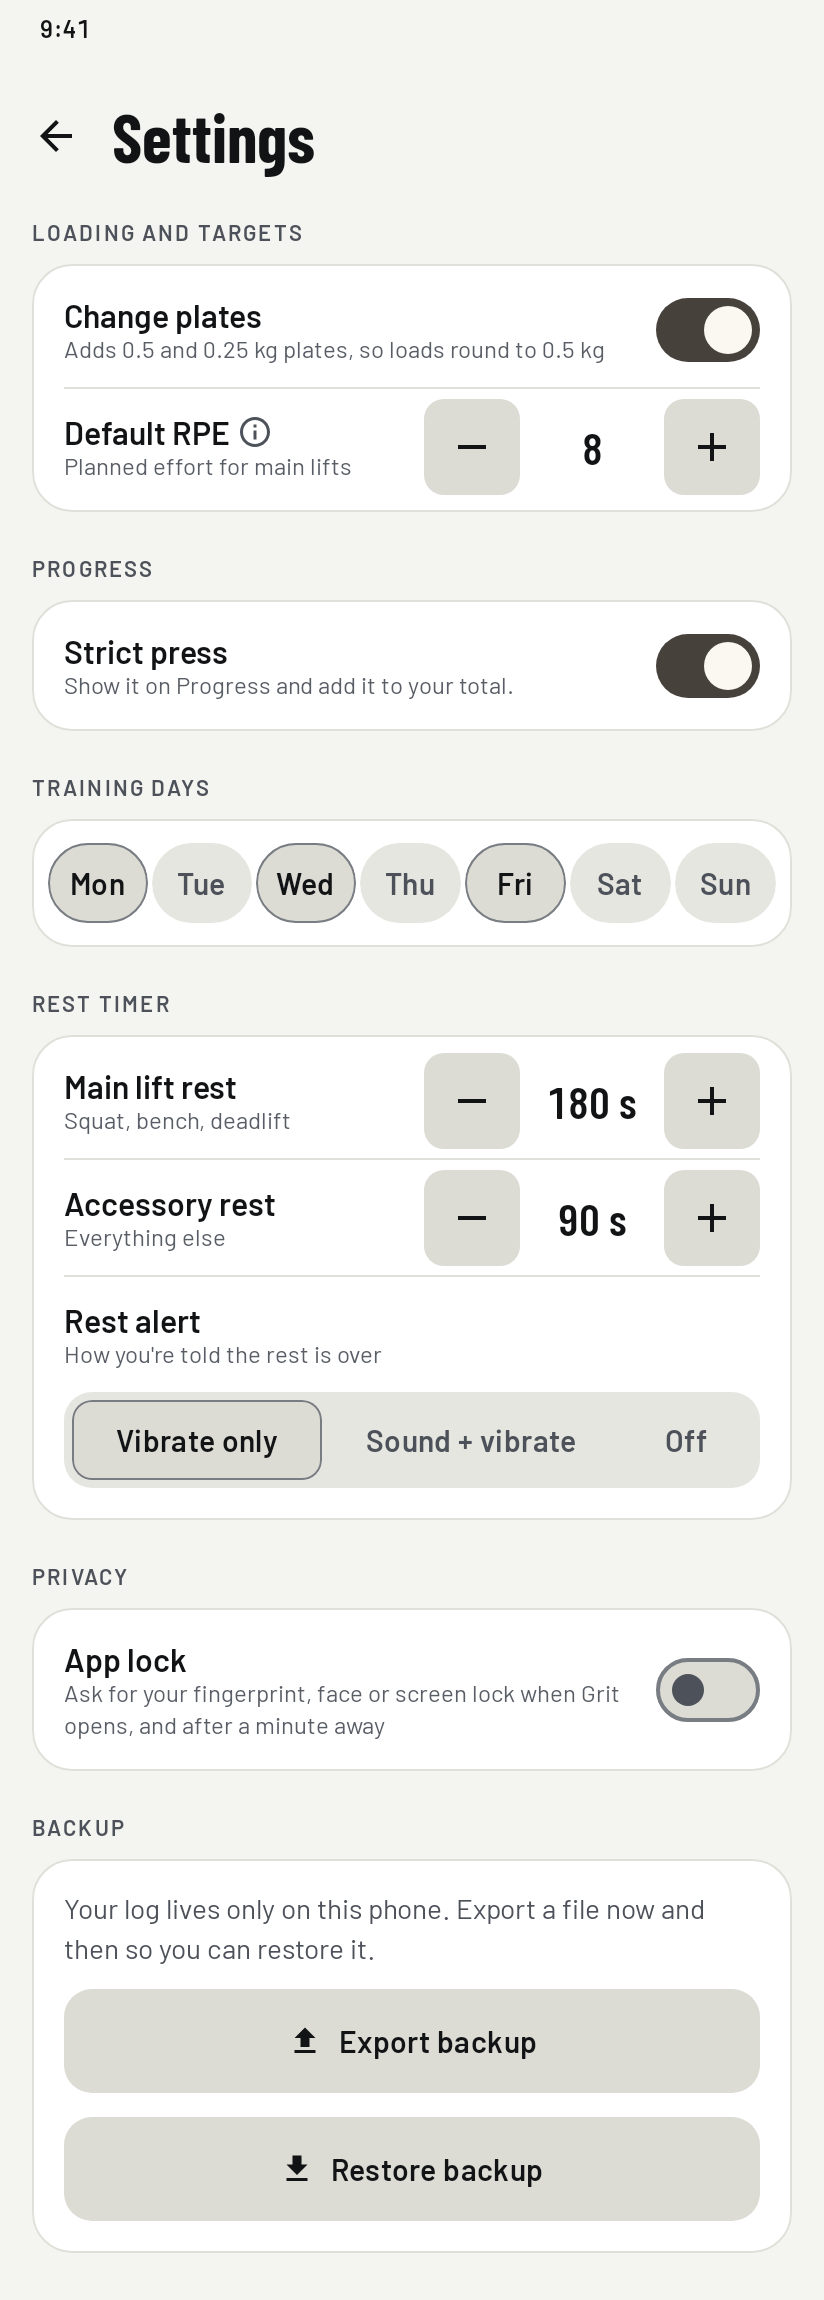 9:41
Settings
LOADING AND TARGETS
Change plates
Adds 0.5 and 0.25 kg plates, so loads round to 0.5 kg
Default RPE
Planned effort for main lifts
8
PROGRESS
Strict press
Show it on Progress and add it to your total.
TRAINING DAYS
Mon Tue Wed Thu Fri Sat Sun
REST TIMER
Main lift rest
Squat, bench, deadlift
180 s
Accessory rest
Everything else
90 s
Rest alert
How you're told the rest is over
Vibrate only Sound + vibrate Off
PRIVACY
App lock
Ask for your fingerprint, face or screen lock when Grit
opens, and after a minute away
BACKUP
Your log lives only on this phone. Export a file now and
then so you can restore it.
Export backup
Restore backup